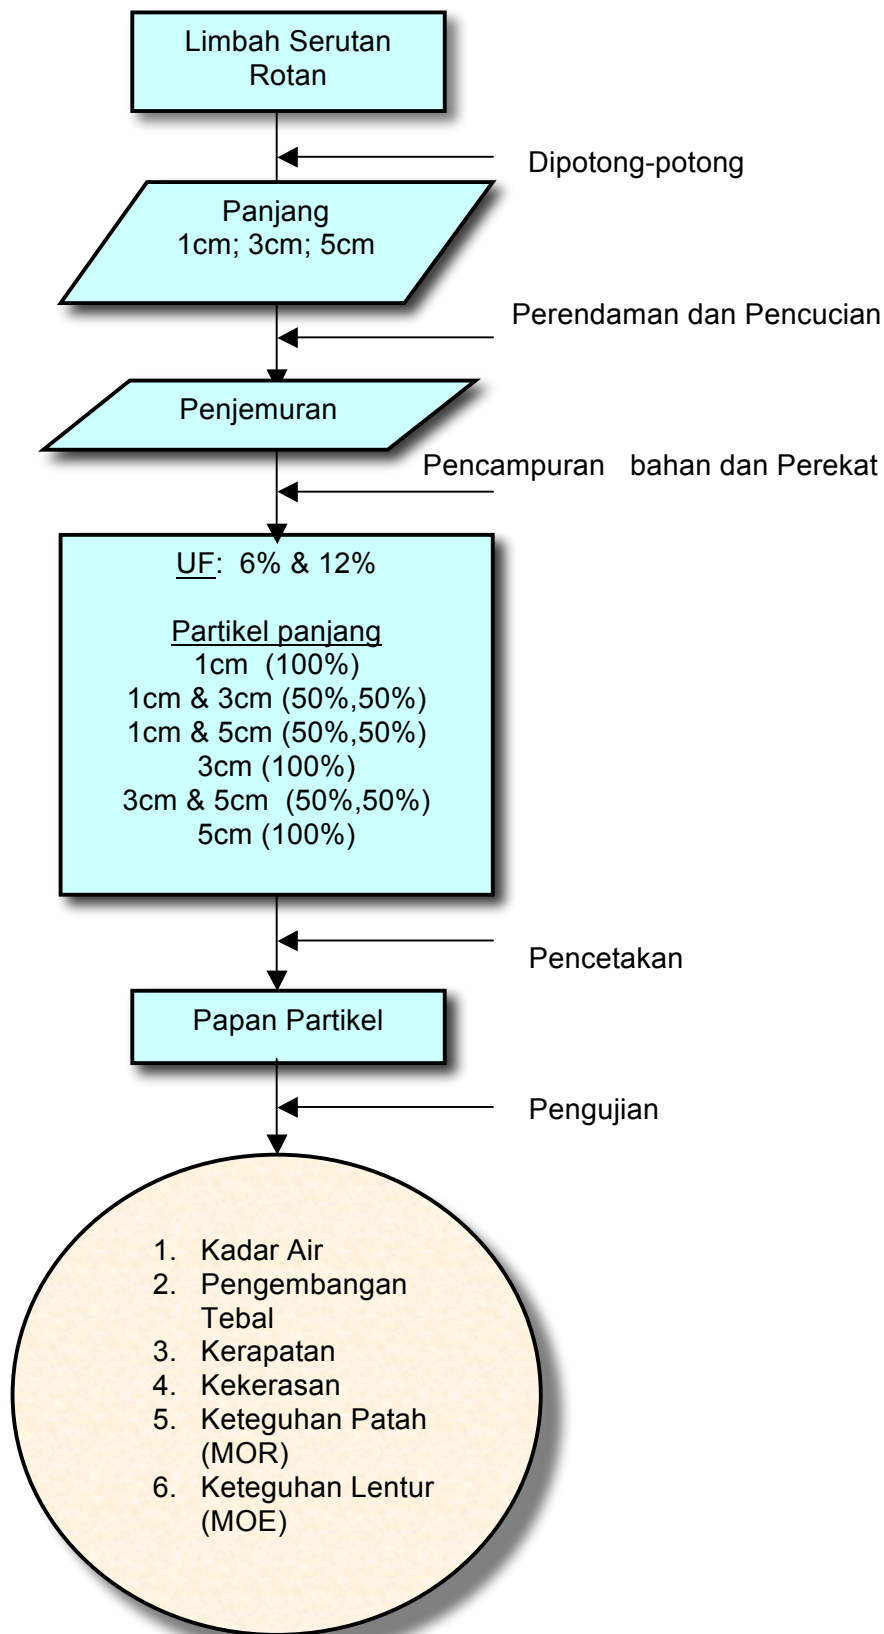 Limbah Serutan
Rotan
Dipotong-potong
Panjang
1cm; 3cm; 5cm
Perendaman dan Pencucian
Penjemuran
Pencampuran bahan dan Perekat
UF: 6% & 12%
Partikel panjang
1cm (100%)
1cm & 3cm (50%,50%)
1cm & 5cm (50%,50%)
3cm (100%)
3cm & 5cm (50%,50%)
5cm (100%)
Pencetakan
Papan Partikel
Pengujian
1. Kadar Air
2. Pengembangan
Tebal
3. Kerapatan
4. Kekerasan
5. Keteguhan Patah
(MOR)
6. Keteguhan Lentur
(MOE)